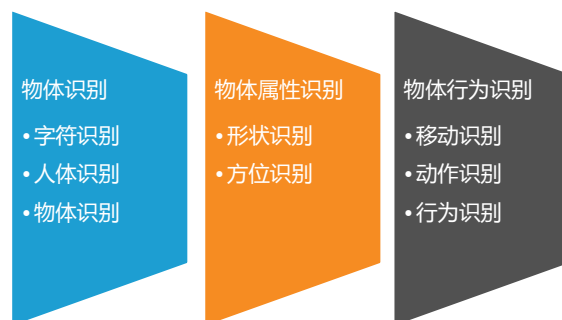 物体识别
•字符识别
•人体识别
•物体识别
物体属性识别
•形状识别
•方位识别
物体行为识别
•移动识别
•动作识别
•行为识别